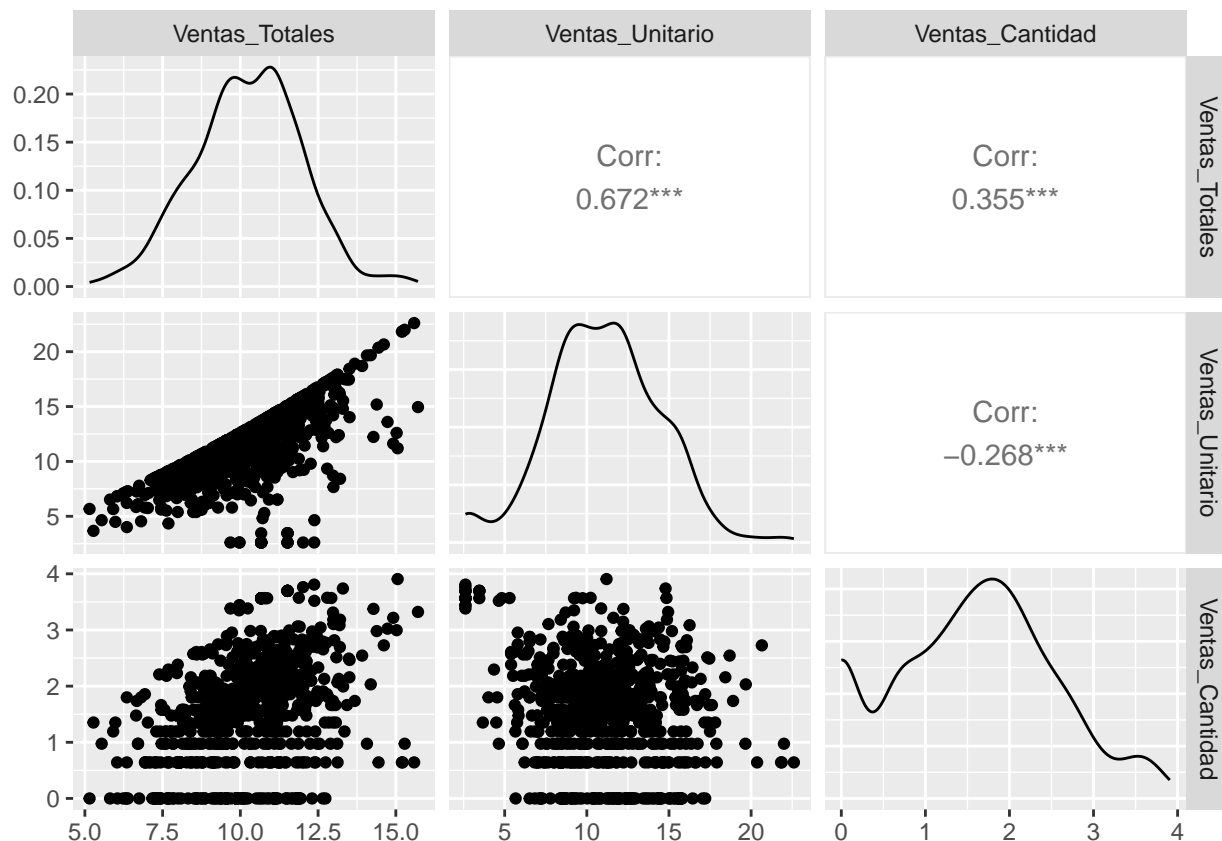 Ventas_Totales
Ventas_Unitario
Ventas_Cantidad
0.20
0.15
0.10
0.05
0.00
Corr:
0.672***
Corr:
0.355***
Ventas_Totales
20
15
10
5
Corr:
−0.268***
Ventas_Unitario
4
3
2
1
0
Ventas_Cantidad
5.0 7.5 10.0 12.5 15.0
5 10 15 20
0 1 2 3 4